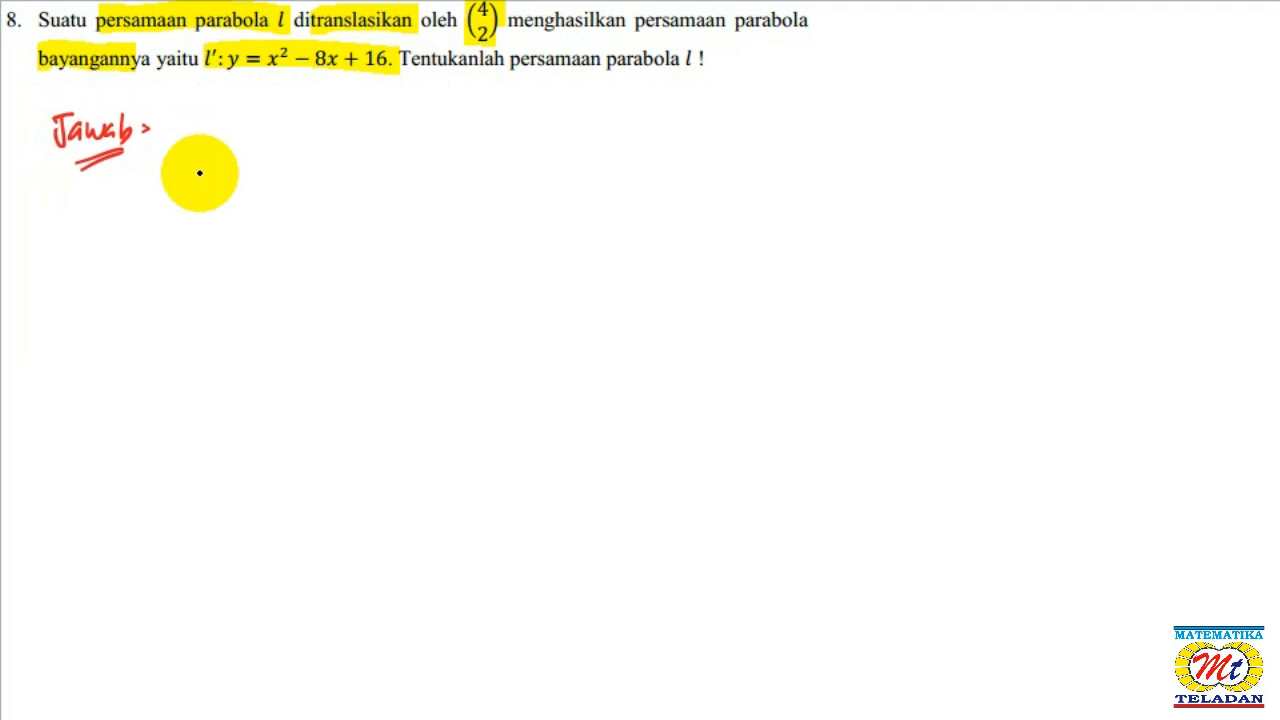 8. Suatu persamaan parabola l ditranslasikan oleh (4 2) menghasilkan persamaan parabola
bayangannya yaitu l′: y = x² − 8x + 16. Tentukanlah persamaan parabola l !
Jawab >
MATEMATIKA
Mt
TELADAN